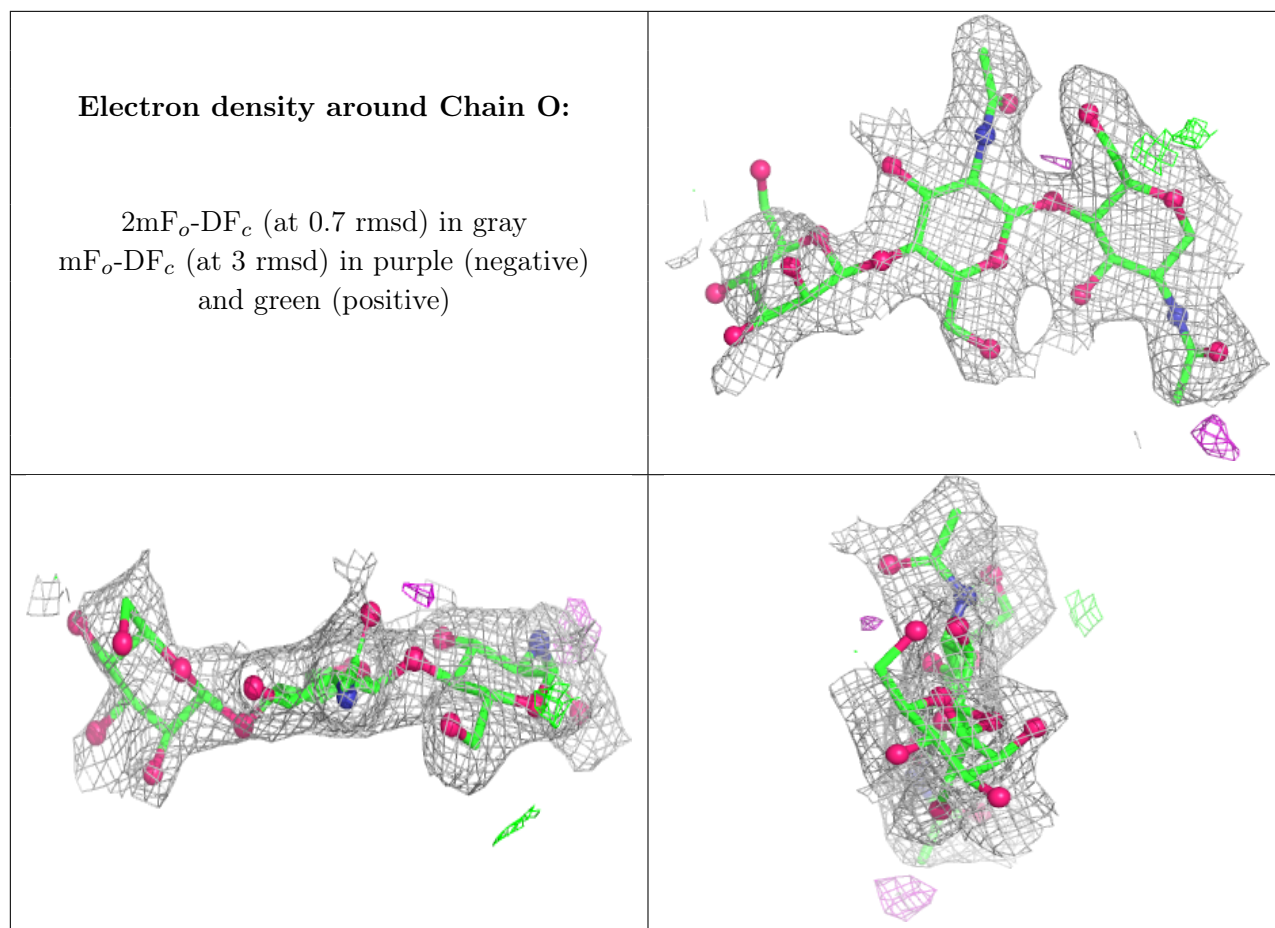 Electron density around Chain O:
2mFₒ-DF𝒸 (at 0.7 rmsd) in gray
mFₒ-DF𝒸 (at 3 rmsd) in purple (negative)
and green (positive)